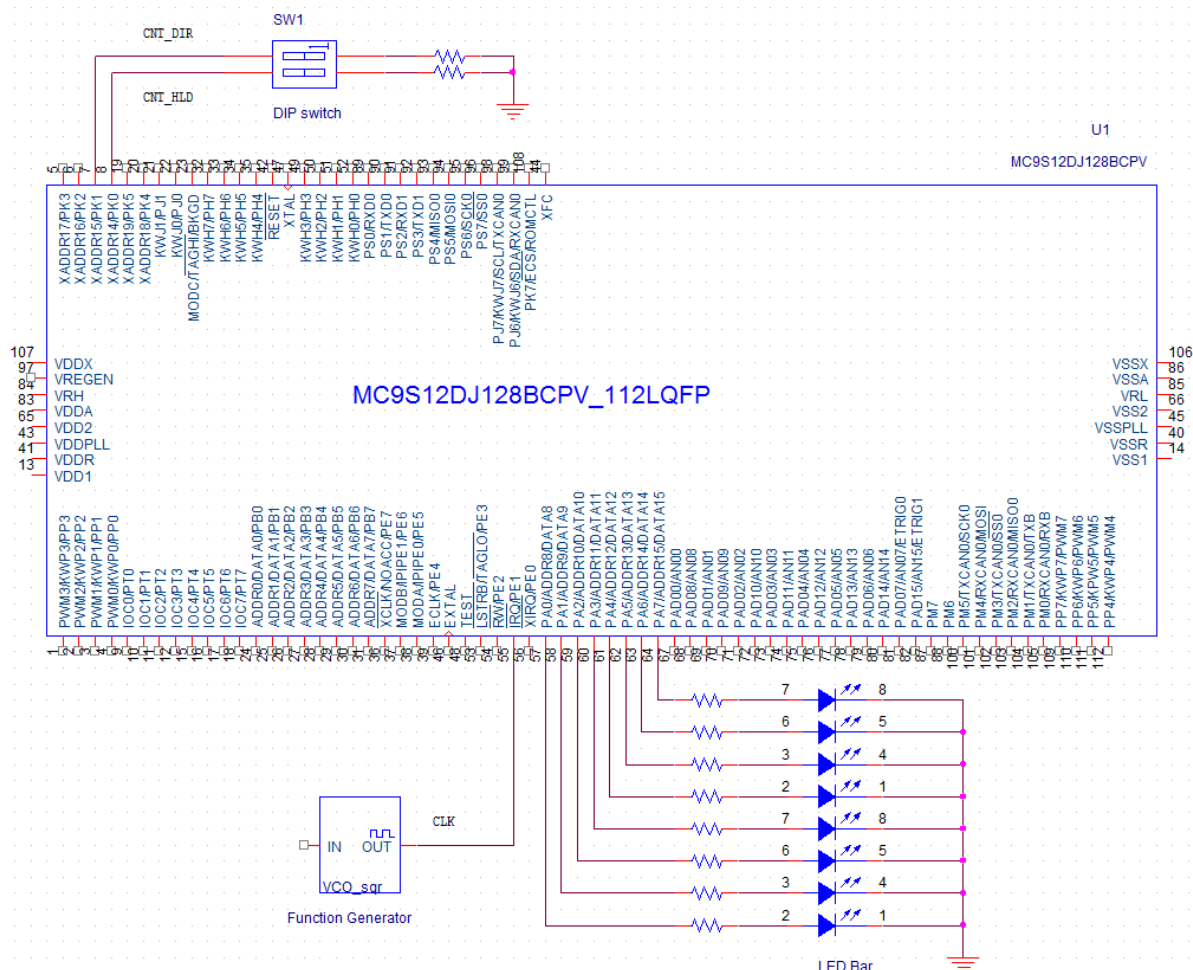 SW1
CNT_DIR
CNT_HLD
DIP switch
U1
MC9S12DJ128BCPV
5
6
7
8
19
20
21
22
23
32
33
34
35
42
47
49
50
51
52
89
90
91
92
93
94
95
96
98
99
108
44
XADDR17/PK3
XADDR16/PK2
XADDR15/PK1
XADDR14/PK0
XADDR19/PK5
XADDR18/PK4
KWJ1/PJ1
KWJ0/PJ0
MODC/TAGHI/BKGD
KWH7/PH7
KWH6/PH6
KWH5/PH5
KWH4/PH4
RESET
XTAL
KWH3/PH3
KWH2/PH2
KWH1/PH1
KWH0/PH0
PS0/RXD0
PS1/TXD0
PS2/RXD1
PS3/TXD1
PS4/MISO0
PS5/MOSI0
PS6/SCK0
PS7/SS0
PJ7/KWJ7/SCL/TXCAN0
PJ6/KWJ6/SDA/RXCAN0
PK7/ECS/ROMCTL
XFC
107 VDDX
97 VREGEN
84 VRH
83 VDDA
65 VDD2
43 VDDPLL
41 VDDR
13 VDD1
MC9S12DJ128BCPV_112LQFP
VSSX 106
VSSA 86
VRL 85
VSS2 66
VSSPLL 45
VSSR 40
VSS1 14
PWM3/KWP3/PP3
PWM2/KWP2/PP2
PWM1/KWP1/PP1
PWM0/KWP0/PP0
IOC0/PT0
IOC1/PT1
IOC2/PT2
IOC3/PT3
IOC4/PT4
IOC5/PT5
IOC6/PT6
IOC7/PT7
ADDR0/DATA0/PB0
ADDR1/DATA1/PB1
ADDR2/DATA2/PB2
ADDR3/DATA3/PB3
ADDR4/DATA4/PB4
ADDR5/DATA5/PB5
ADDR6/DATA6/PB6
ADDR7/DATA7/PB7
XCLK/NOACC/PE7
MODB/IPIPE1/PE6
MODA/IPIPE0/PE5
ECLK/PE4
EXTAL
TEST
LSTRB/TAGLO/PE3
RW/PE2
IRQ/PE1
XIRQ/PE0
PA0/ADDR8/DATA8
PA1/ADDR9/DATA9
PA2/ADDR10/DATA10
PA3/ADDR11/DATA11
PA4/ADDR12/DATA12
PA5/ADDR13/DATA13
PA6/ADDR14/DATA14
PA7/ADDR15/DATA15
PAD00/AN00
PAD08/AN08
PAD01/AN01
PAD09/AN09
PAD02/AN02
PAD10/AN10
PAD03/AN03
PAD11/AN11
PAD04/AN04
PAD12/AN12
PAD05/AN05
PAD13/AN13
PAD06/AN06
PAD14/AN14
PAD07/AN07/ETRIG0
PAD15/AN15/ETRIG1
PM7
PM6
PM5/TXCAN0/SCK0
PM4/RXCAN0/MOSI
PM3/TXCAN0/SS0
PM2/RXCAN0/MISO0
PM1/TXCAN0/TXB
PM0/RXCAN0/RXB
PP7/KWP7/PWM7
PP6/KWP6/PWM6
PP5/KPW5/PWM5
PP4/KWP4/PWM4
1
2
3
4
9
10
11
12
15
16
17
18
24
25
26
27
28
29
30
31
36
37
38
39
46
48
53
54
55
56
57
58
59
60
61
62
63
64
67
68
69
70
71
72
73
74
75
76
77
78
79
80
81
82
87
88
100
101
102
103
104
105
109
110
111
112
7 8
6 5
3 4
2 1
7 8
6 5
3 4
2 1
LED Bar
CLK
IN OUT
VCO_sqr
Function Generator